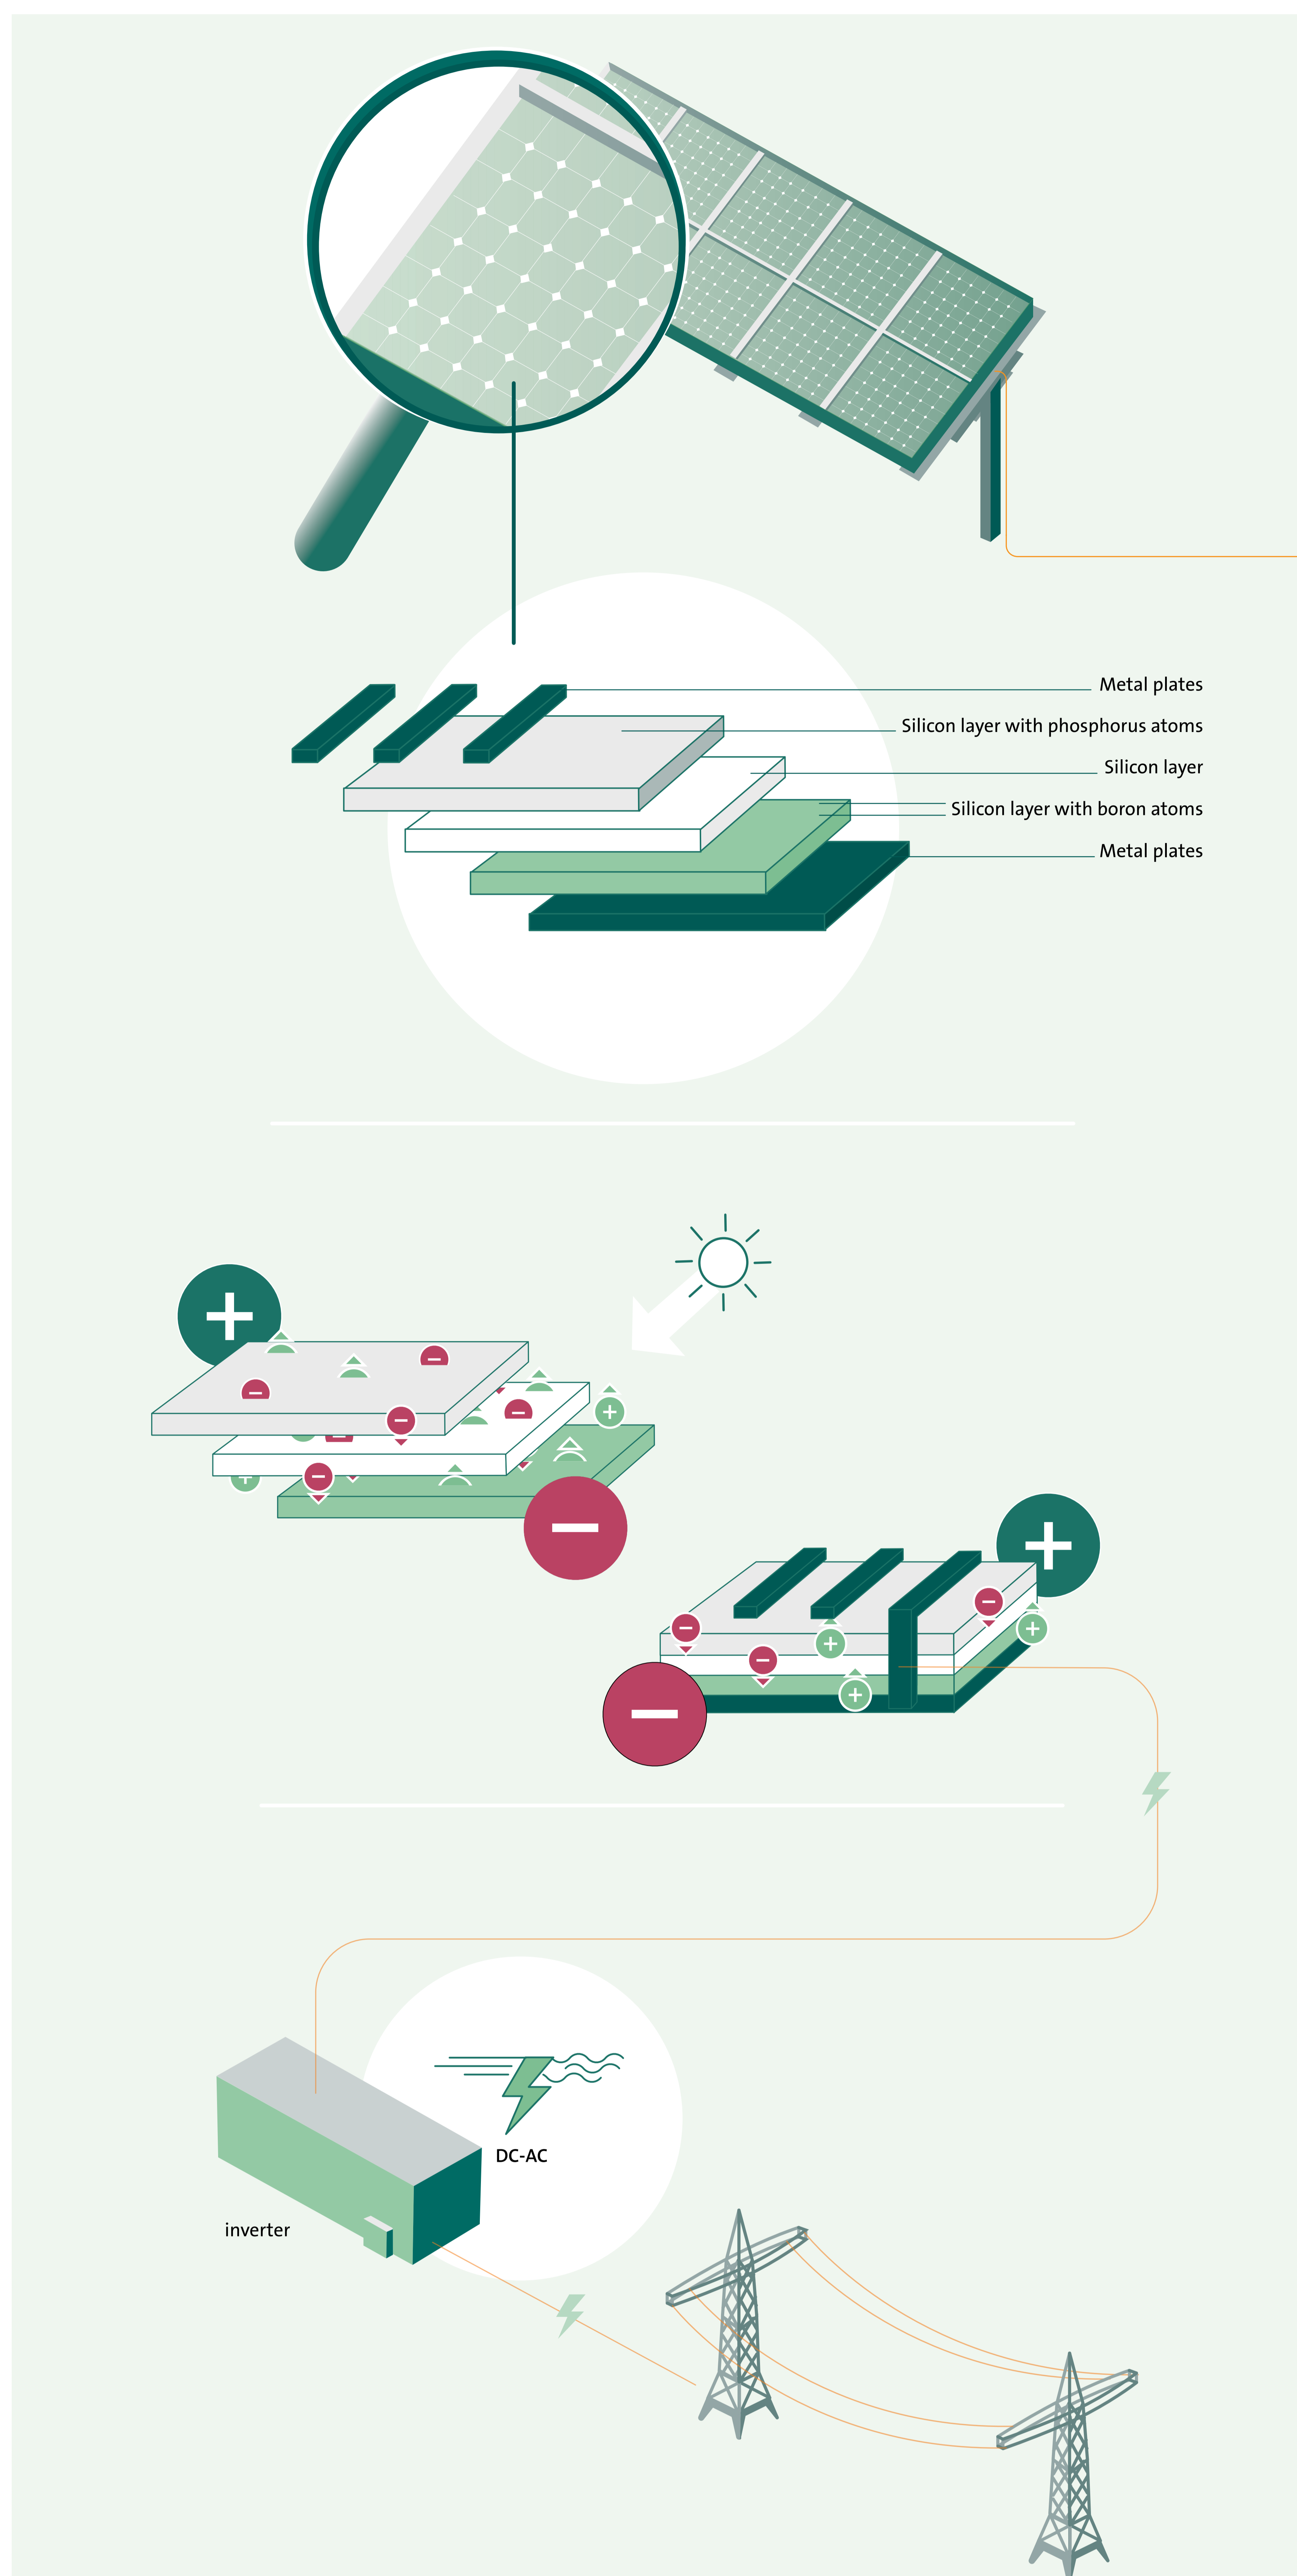 Metal plates
Silicon layer with phosphorus atoms
Silicon layer
Silicon layer with boron atoms
Metal plates
+
−
+
−
DC-AC
inverter